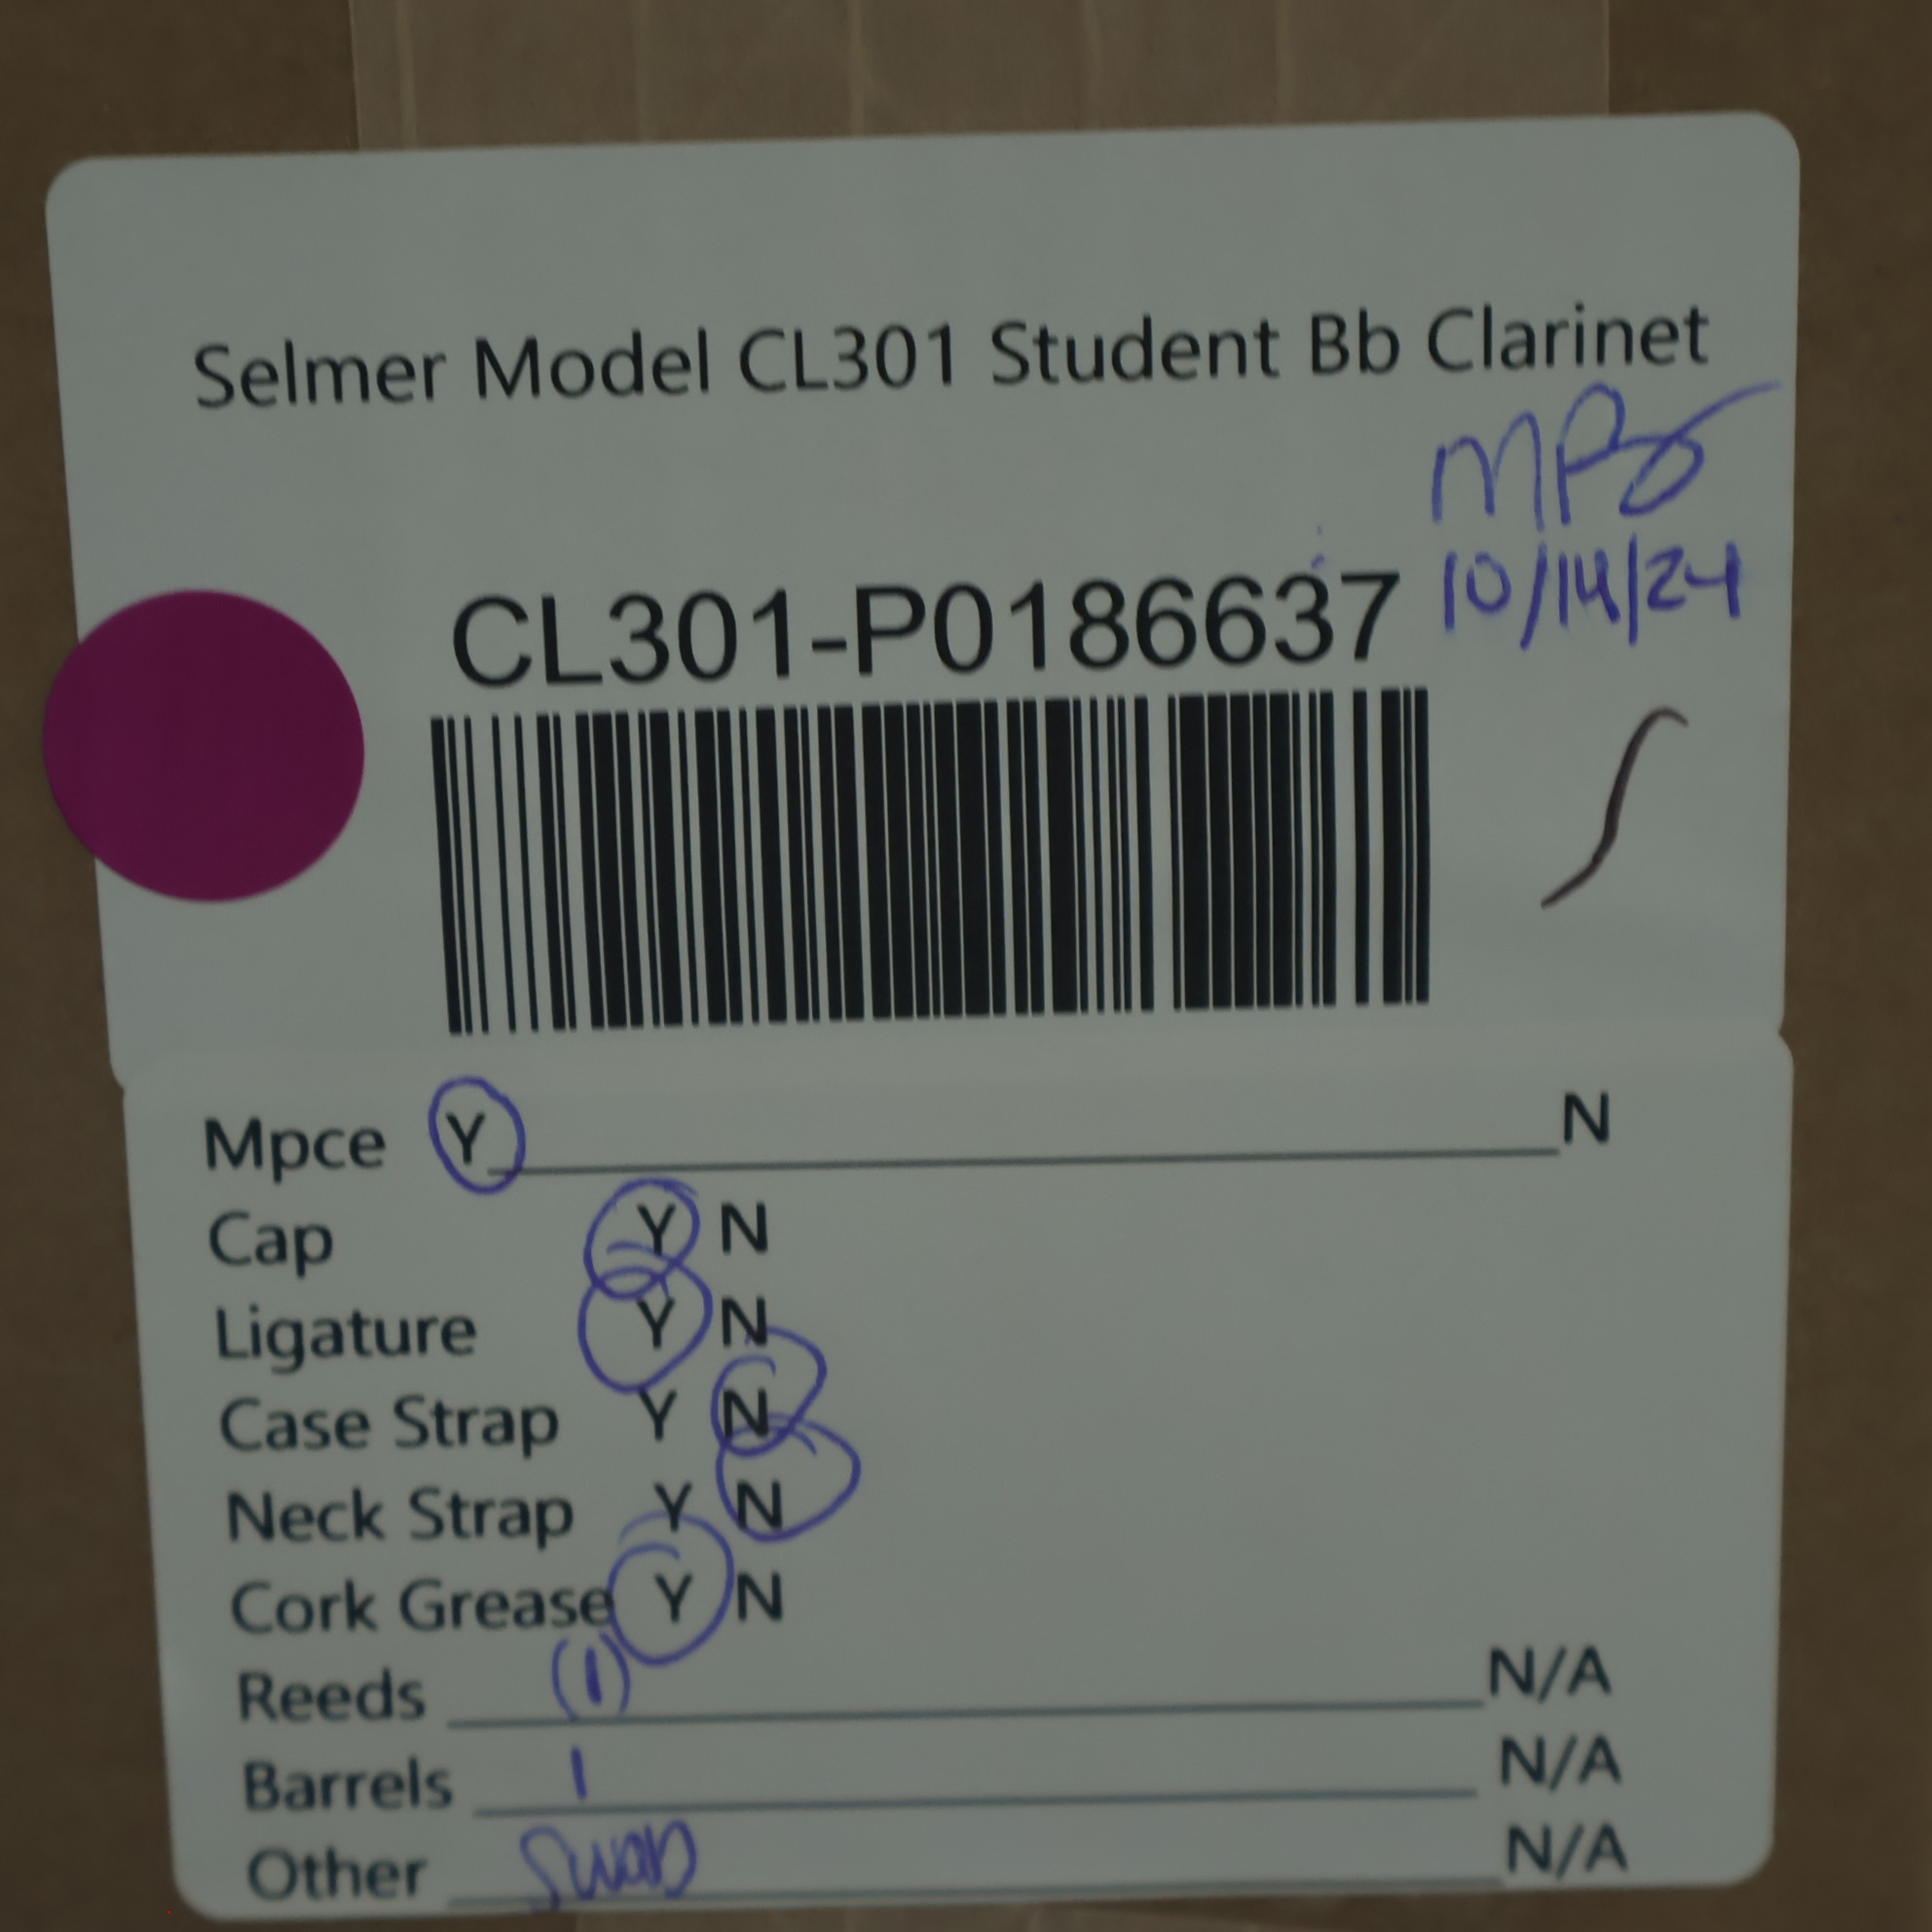 Selmer Model CL301 Student Bb Clarinet
10/14/24
CL301-P0186637
Mpce Y N
Cap Y N
Ligature Y N
Case Strap Y N
Neck Strap Y N
Cork Grease Y N
Reeds (1) N/A
Barrels 1 N/A
Other Swab N/A